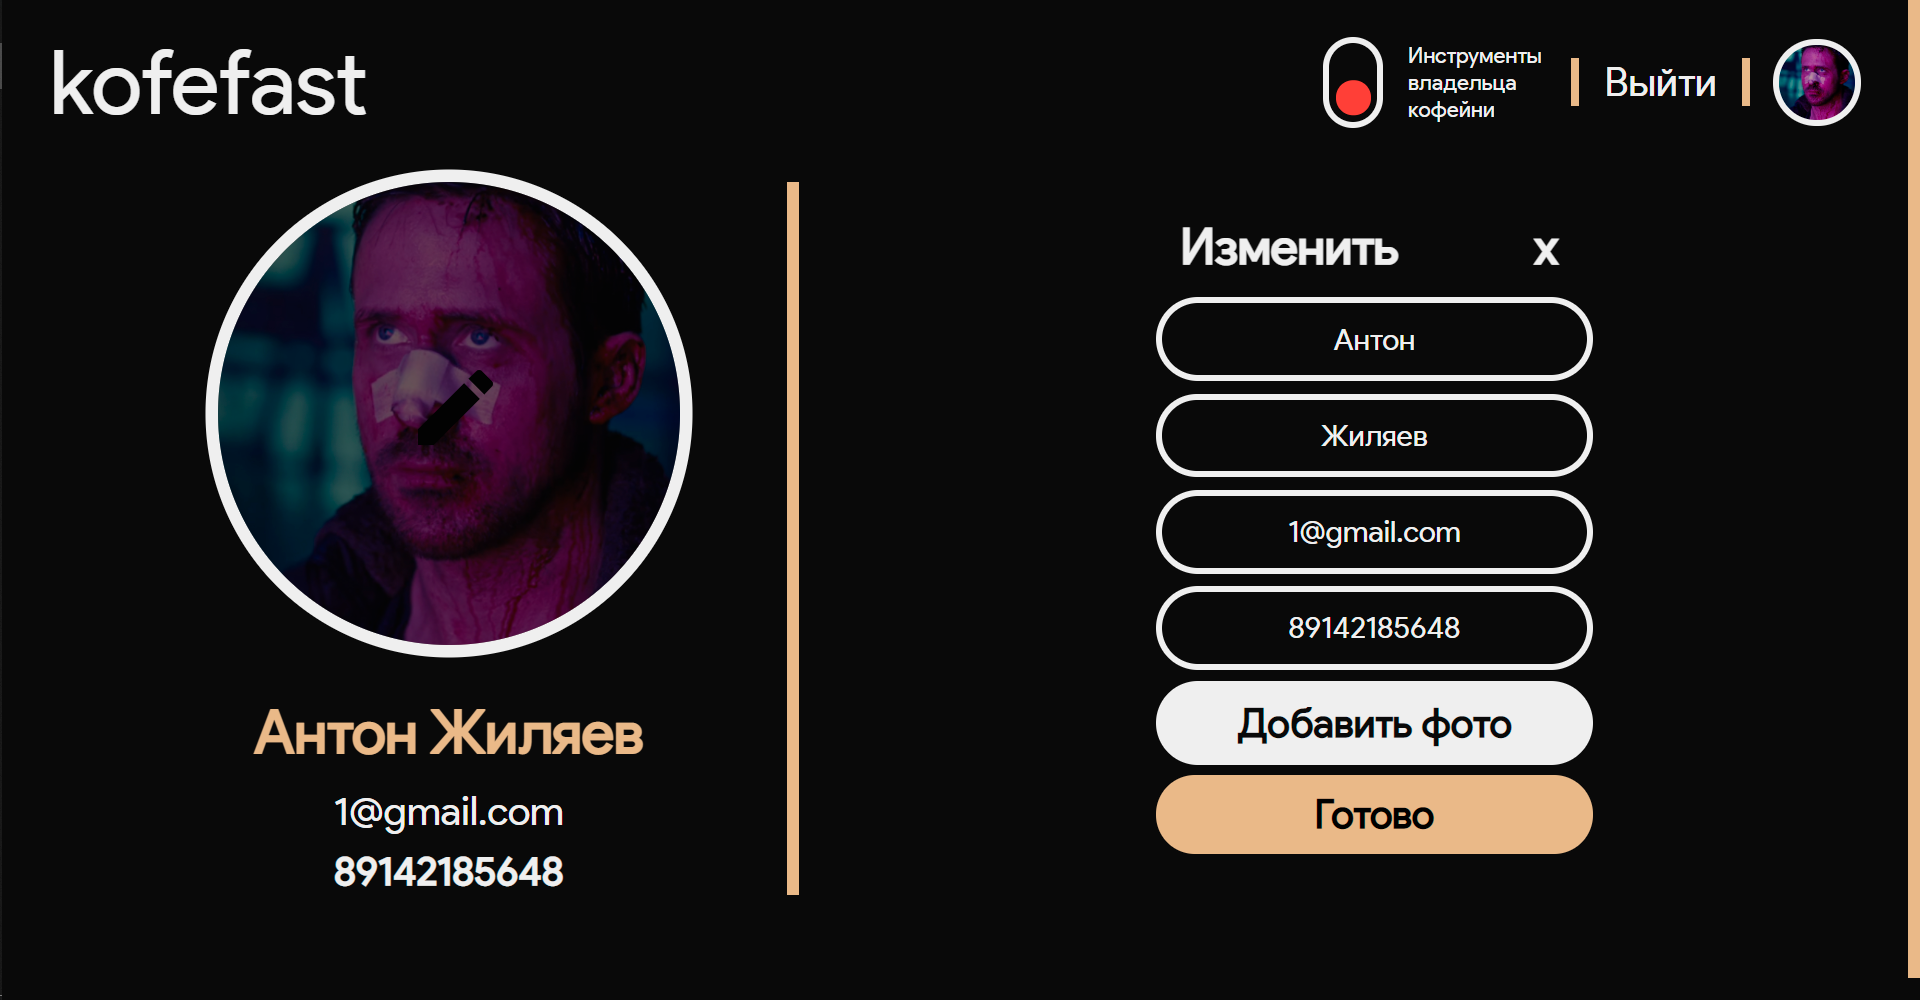 kofefast
Инструменты
владельца
кофейни
Выйти
Изменить x
Антон
Жиляев
1@gmail.com
89142185648
Добавить фото
Готово
Антон Жиляев
1@gmail.com
89142185648